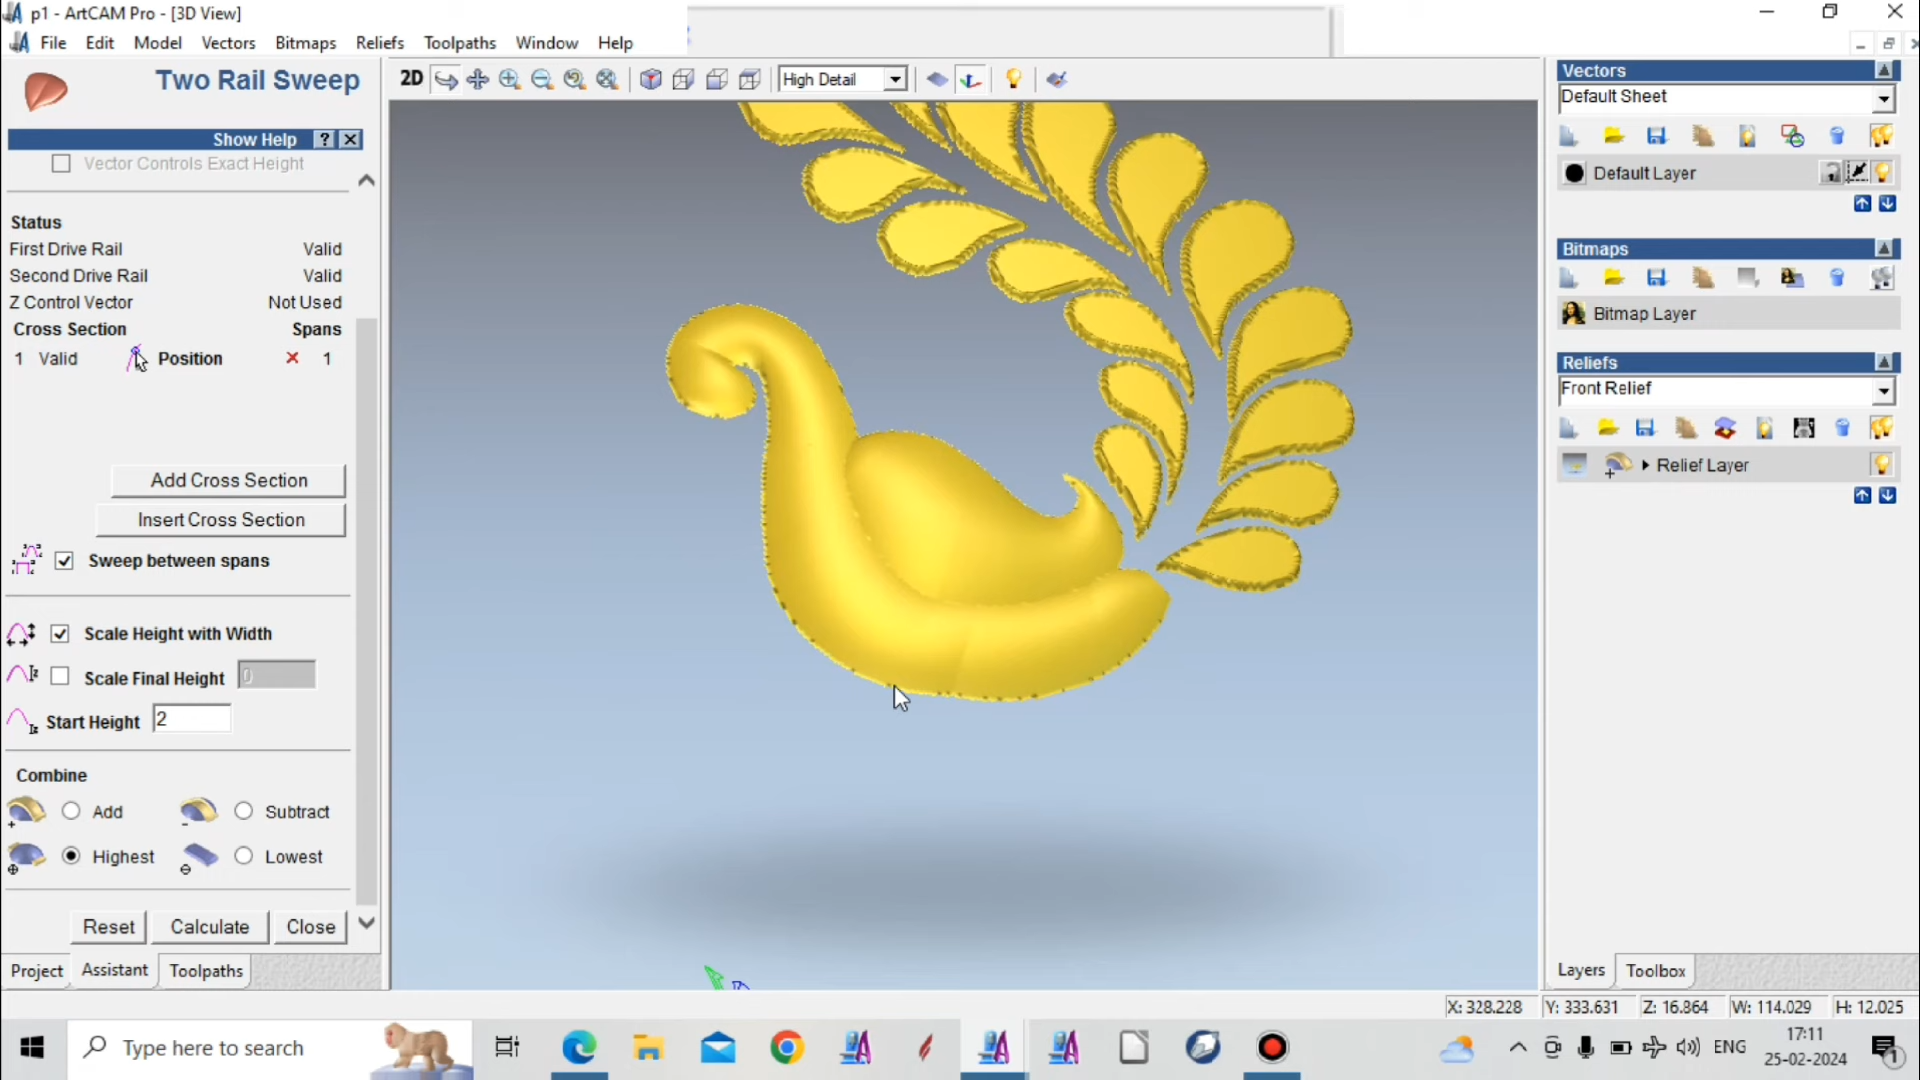 p1 - ArtCAM Pro - [3D View]
File Edit Model Vectors Bitmaps Reliefs Toolpaths Window Help
Two Rail Sweep
Show Help ?
Vector Controls Exact Height
Status
First Drive Rail Valid
Second Drive Rail Valid
Z Control Vector Not Used
Cross Section Spans
1 Valid Position 1
Add Cross Section
Insert Cross Section
Sweep between spans
Scale Height with Width
Scale Final Height 0
Start Height 2
Combine
Add Subtract
Highest Lowest
Reset Calculate Close
Project Assistant Toolpaths
2D High Detail
Vectors
Default Sheet
Default Layer
Bitmaps
Bitmap Layer
Reliefs
Front Relief
Relief Layer
Layers Toolbox
X: 328.228 Y: 333.631 Z: 16.864 W: 114.029 H: 12.025
Type here to search
ENG
17:11
25-02-2024
1